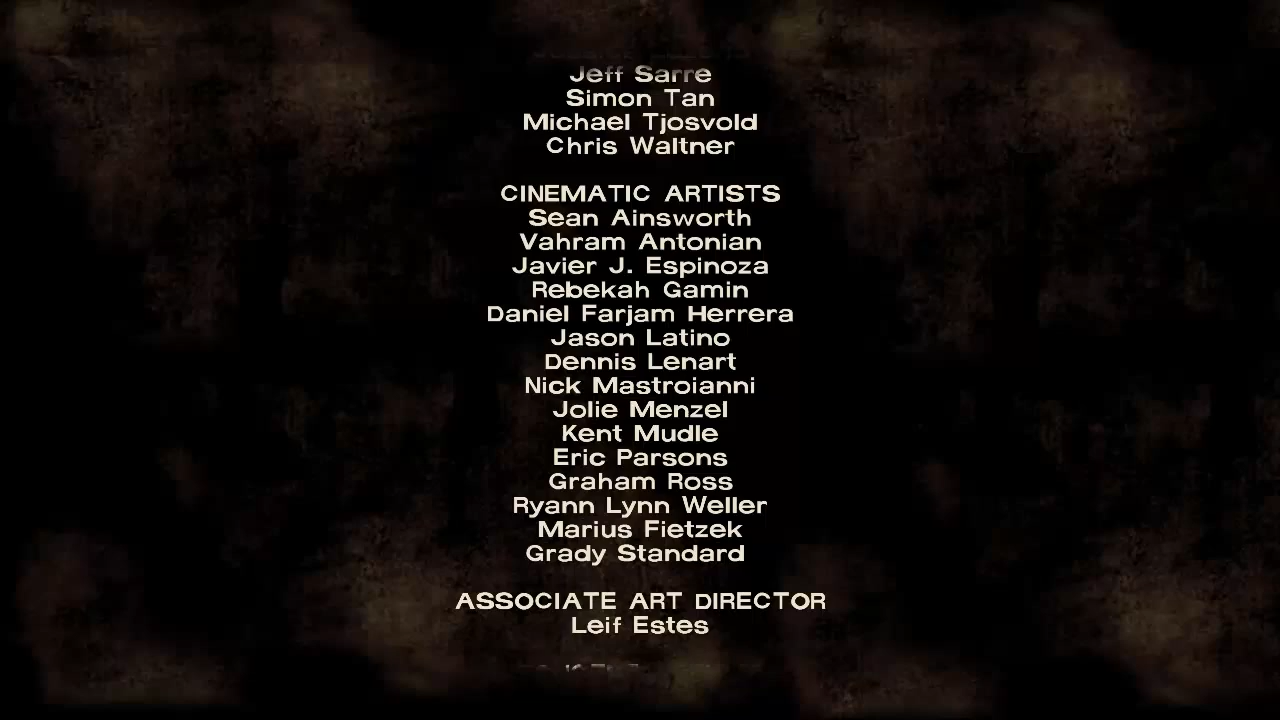 Jeff Sarre
Simon Tan
Michael Tjosvold
Chris Waltner
CINEMATIC ARTISTS
Sean Ainsworth
Vahram Antonian
Javier J. Espinoza
Rebekah Gamin
Daniel Farjam Herrera
Jason Latino
Dennis Lenart
Nick Mastroianni
Jolie Menzel
Kent Mudle
Eric Parsons
Graham Ross
Ryann Lynn Weller
Marius Fietzek
Grady Standard
ASSOCIATE ART DIRECTOR
Leif Estes